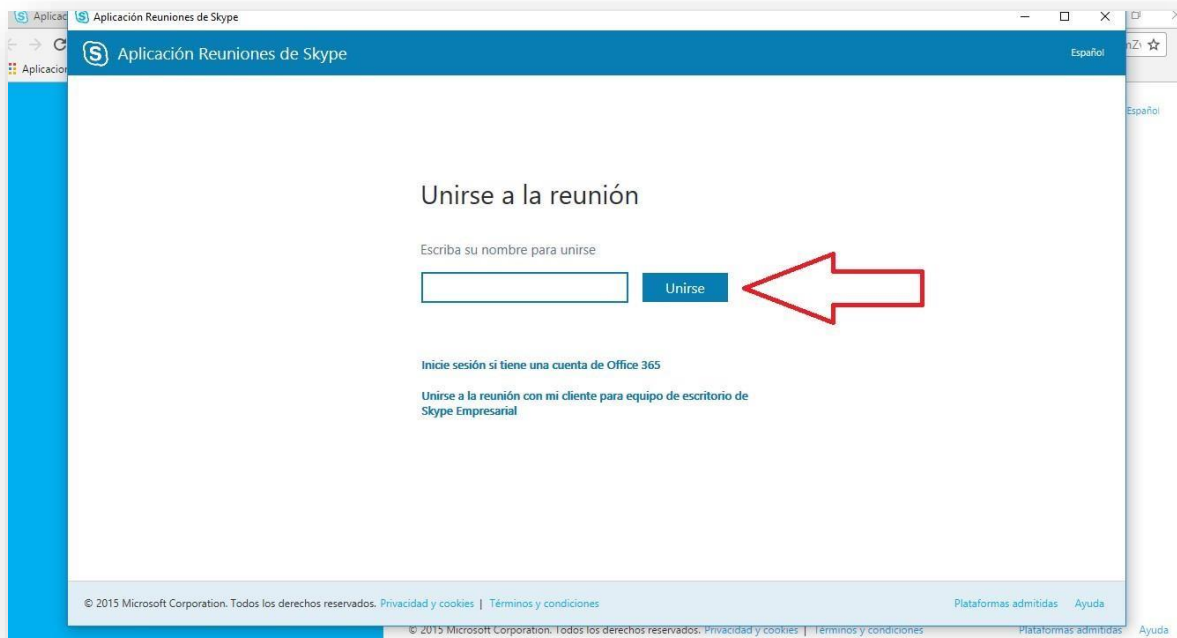 Aplicac
Aplicación Reuniones de Skype
Aplicación Reuniones de Skype
Español
Aplicacion
Español
Unirse a la reunión
Escriba su nombre para unirse
Unirse
Inicie sesión si tiene una cuenta de Office 365
Unirse a la reunión con mi cliente para equipo de escritorio de
Skype Empresarial
© 2015 Microsoft Corporation. Todos los derechos reservados. Privacidad y cookies | Términos y condiciones
Plataformas admitidas Ayuda
© 2015 Microsoft Corporation. Todos los derechos reservados. Privacidad y cookies | Términos y condiciones
Plataformas admitidas Ayuda